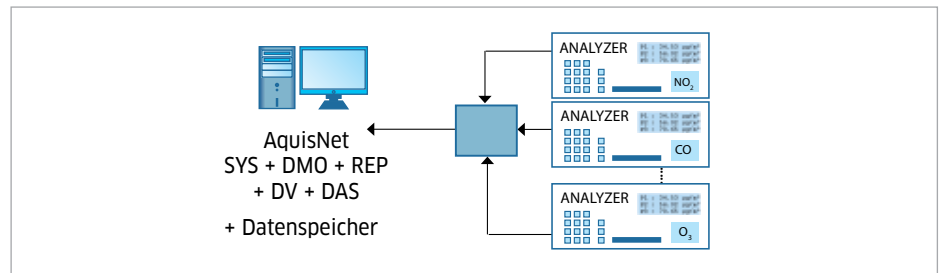 AquisNet
SYS + DMO + REP
+ DV + DAS
+ Datenspeicher
ANALYZER
NO₂
ANALYZER
CO
ANALYZER
O₃